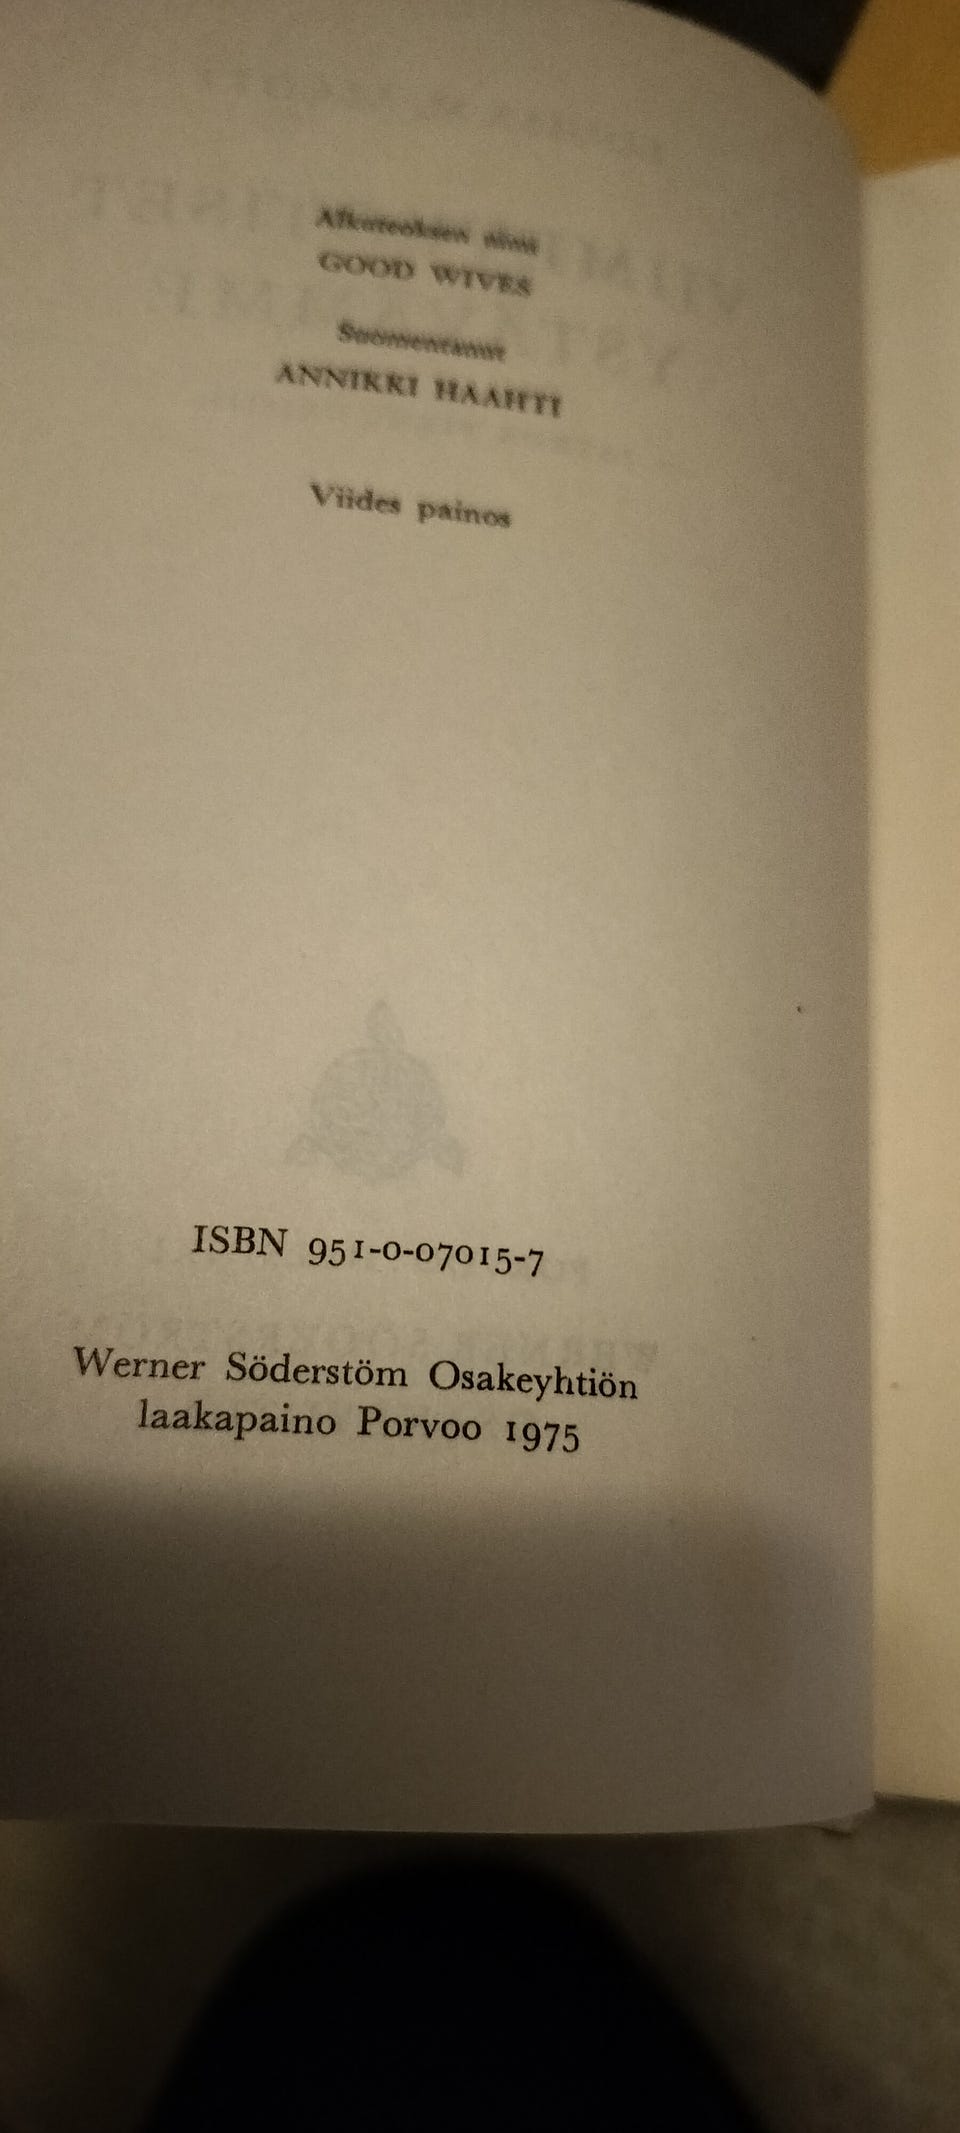 Alkuteoksen nimi
GOOD WIVES
Suomentanut
ANNIKKI HAAHTI
Viides painos
ISBN 951-0-07015-7
Werner Söderstöm Osakeyhtiön
laakapaino Porvoo 1975